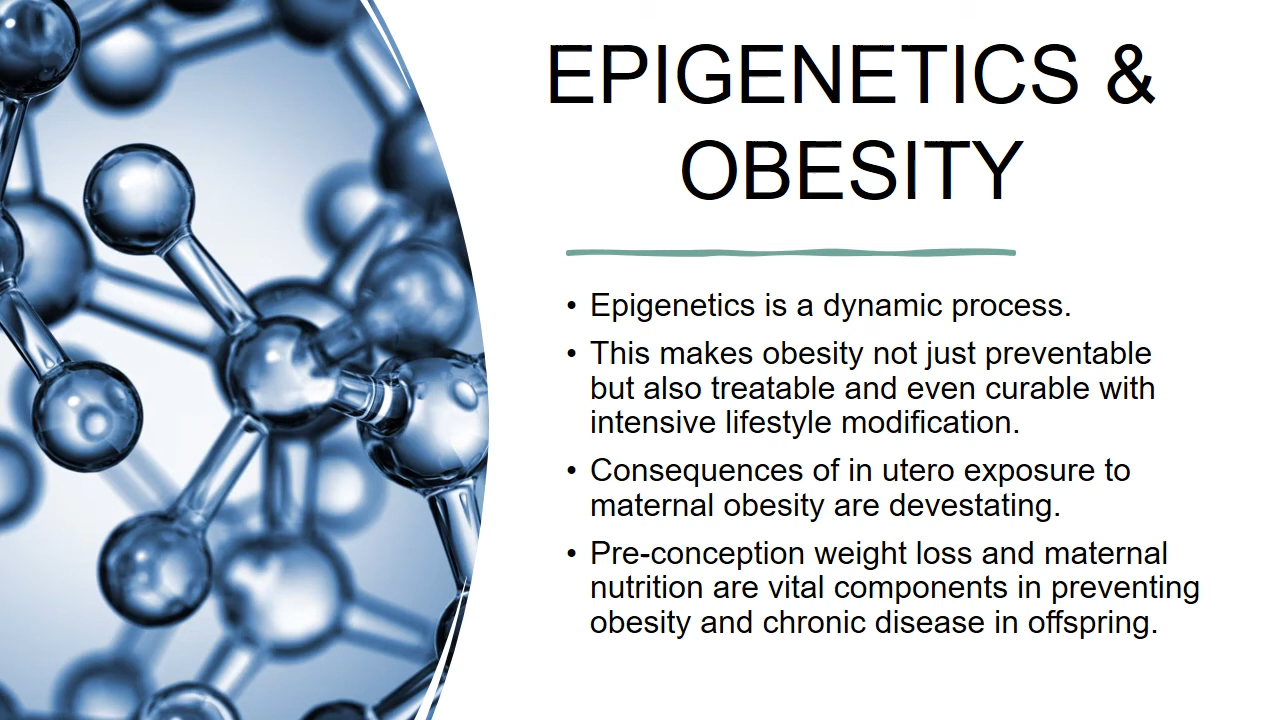 EPIGENETICS &
OBESITY
• Epigenetics is a dynamic process.
• This makes obesity not just preventable
but also treatable and even curable with
intensive lifestyle modification.
• Consequences of in utero exposure to
maternal obesity are devestating.
• Pre-conception weight loss and maternal
nutrition are vital components in preventing
obesity and chronic disease in offspring.